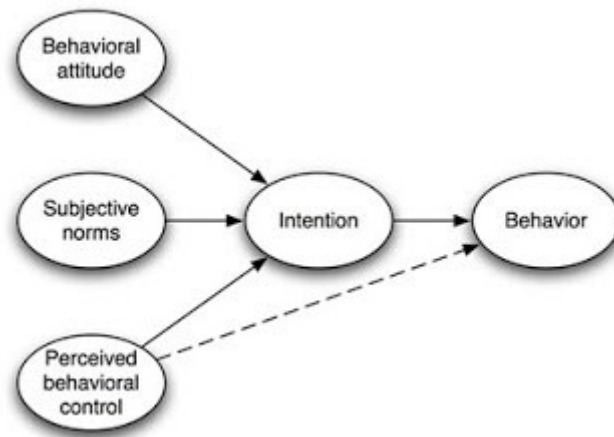 Behavioral
attitude
Subjective
norms
Intention
Behavior
Perceived
behavioral
control